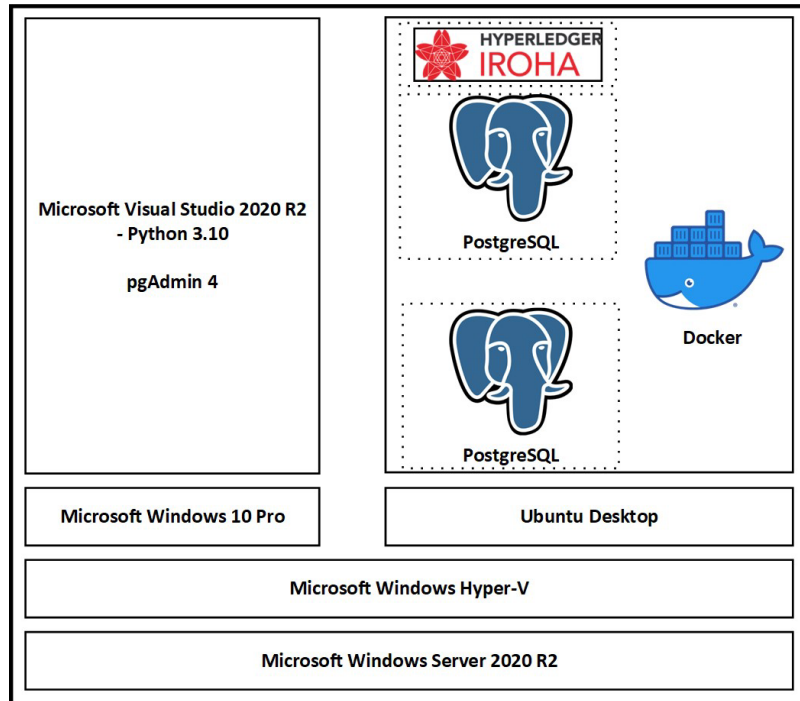 Microsoft Visual Studio 2020 R2
- Python 3.10
pgAdmin 4
HYPERLEDGER
IROHA
PostgreSQL
Docker
PostgreSQL
Microsoft Windows 10 Pro
Ubuntu Desktop
Microsoft Windows Hyper-V
Microsoft Windows Server 2020 R2